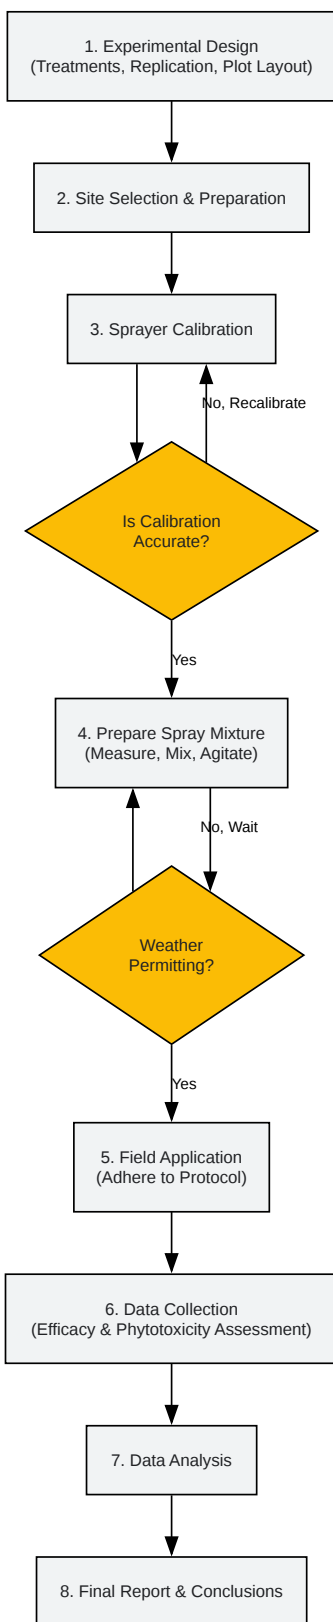 1. Experimental Design
(Treatments, Replication, Plot Layout)
2. Site Selection & Preparation
3. Sprayer Calibration
No, Recalibrate
Is Calibration
Accurate?
Yes
4. Prepare Spray Mixture
(Measure, Mix, Agitate)
No, Wait
Weather
Permitting?
Yes
5. Field Application
(Adhere to Protocol)
6. Data Collection
(Efficacy & Phytotoxicity Assessment)
7. Data Analysis
8. Final Report & Conclusions